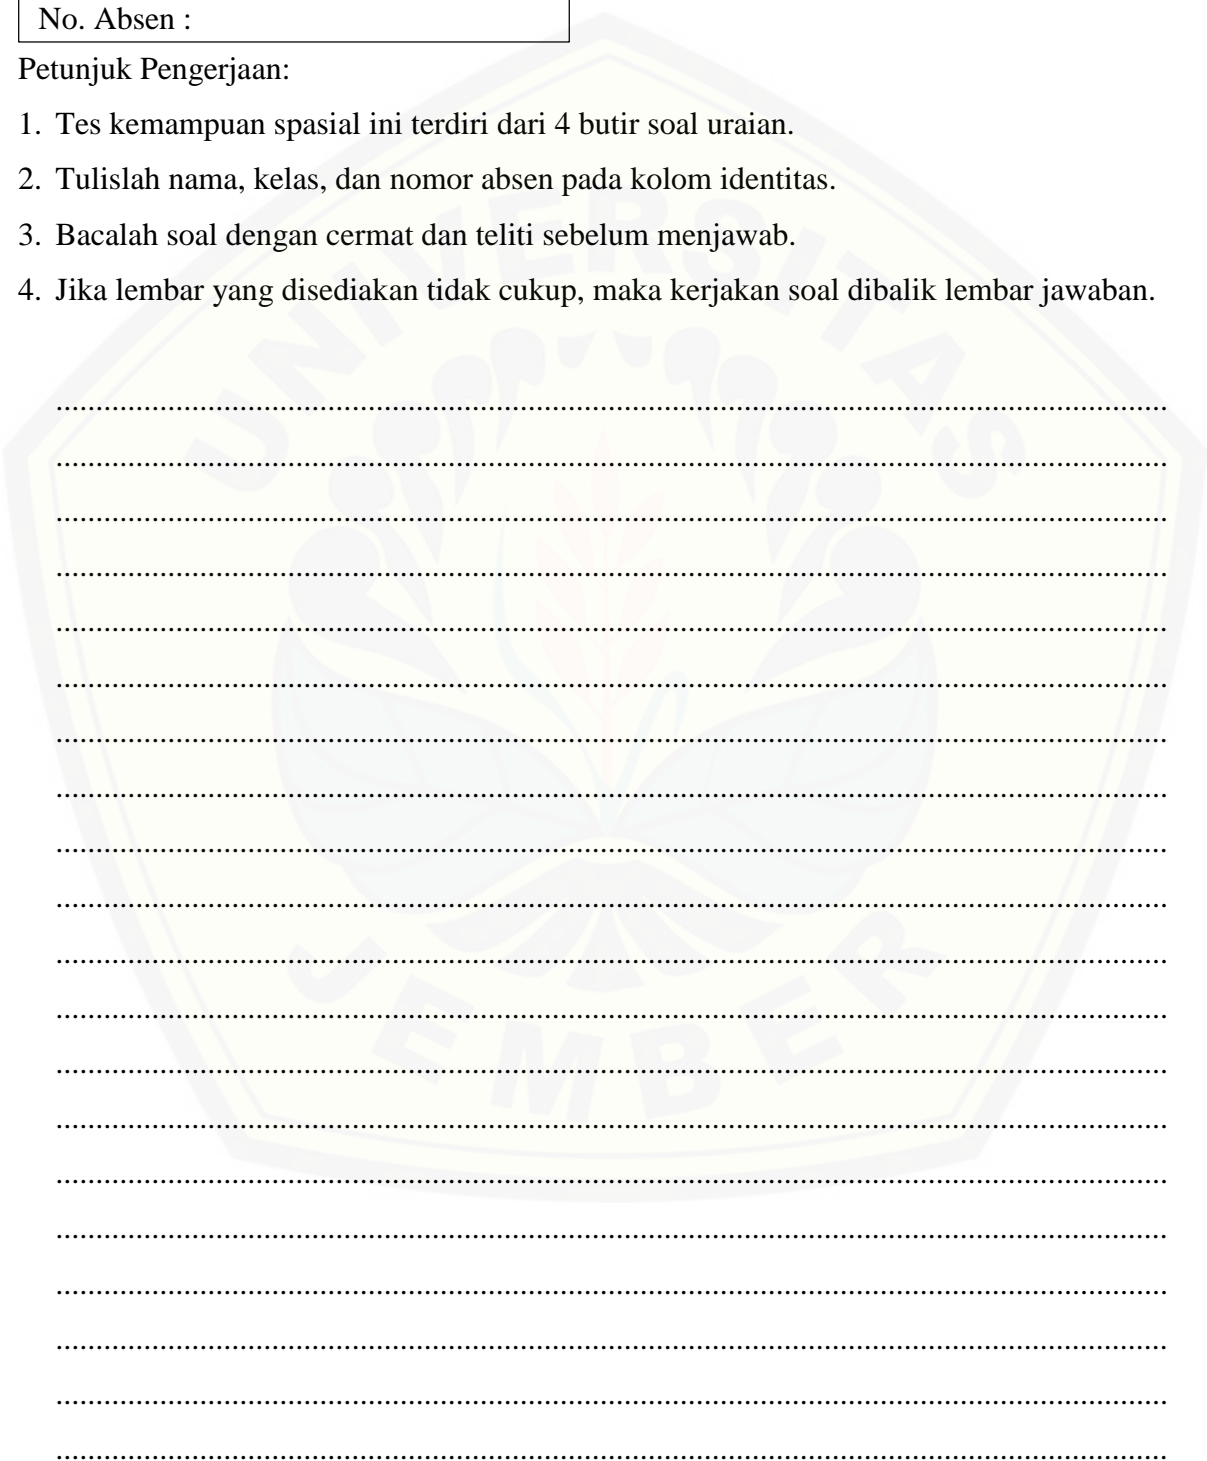 No. Absen :
Petunjuk Pengerjaan:
1. Tes kemampuan spasial ini terdiri dari 4 butir soal uraian.
2. Tulislah nama, kelas, dan nomor absen pada kolom identitas.
3. Bacalah soal dengan cermat dan teliti sebelum menjawab.
4. Jika lembar yang disediakan tidak cukup, maka kerjakan soal dibalik lembar jawaban.
UNIVERSITAS
JEMBER